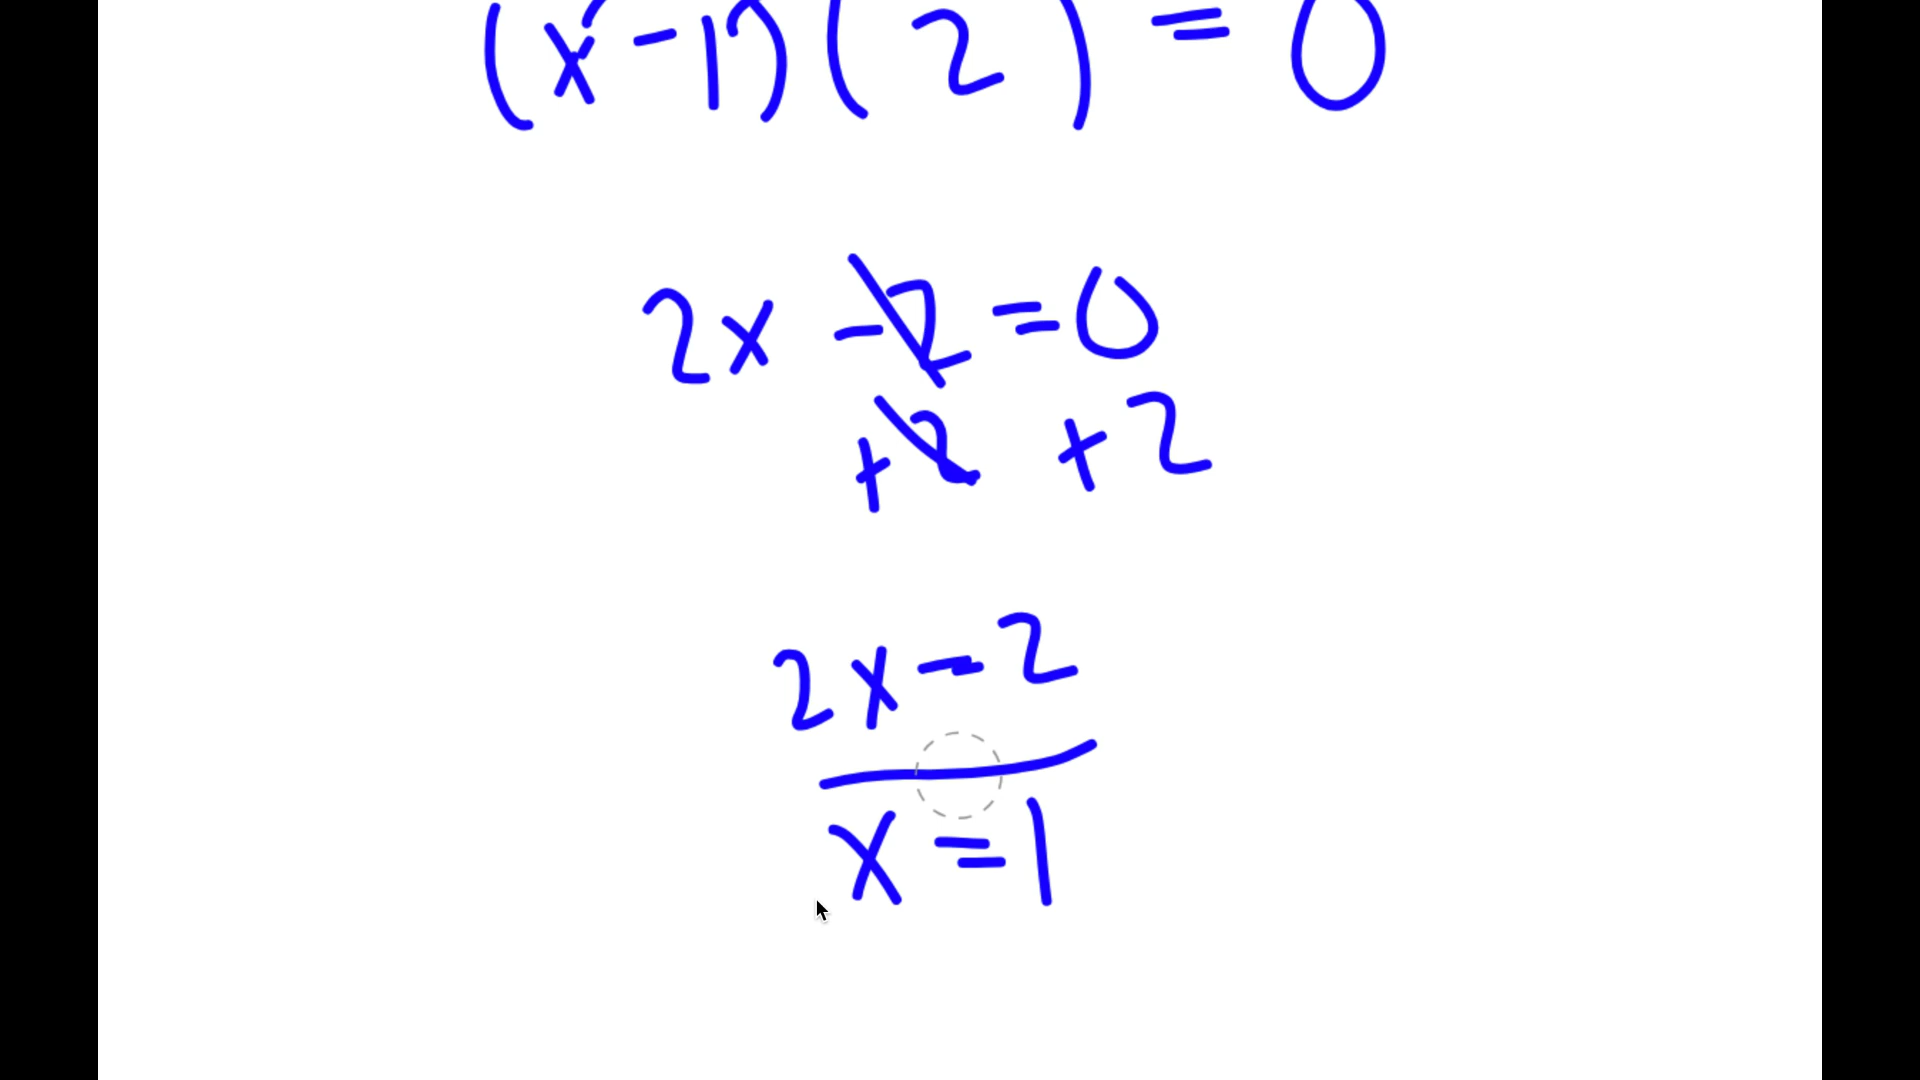 (x-1)(2) = 0
2x -2 = 0
+2 +2
2x = 2
x = 1